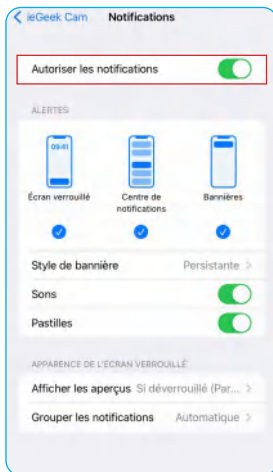 ieGeek Cam Notifications
Autoriser les notifications
ALERTES
09:41
Écran verrouillé Centre de notifications Bannières
Style de bannière Persistante
Sons
Pastilles
APPARENCE DE L'ÉCRAN VERROUILLÉ
Afficher les aperçus Si déverrouillé (Par...
Grouper les notifications Automatique